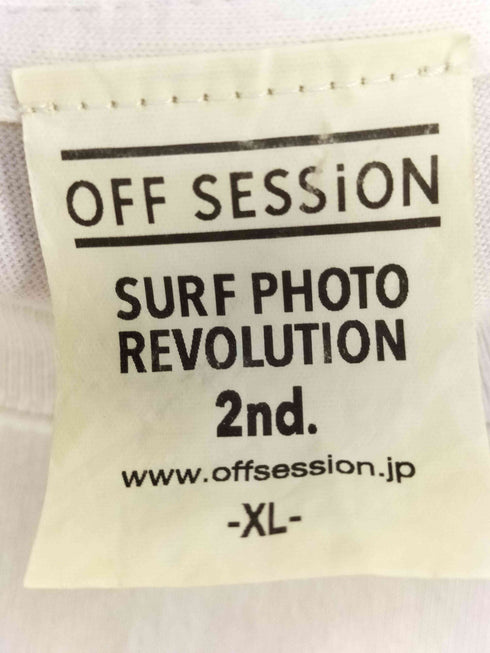 OFF SESSiON
SURF PHOTO
REVOLUTION
2nd.
www.offsession.jp
-XL-